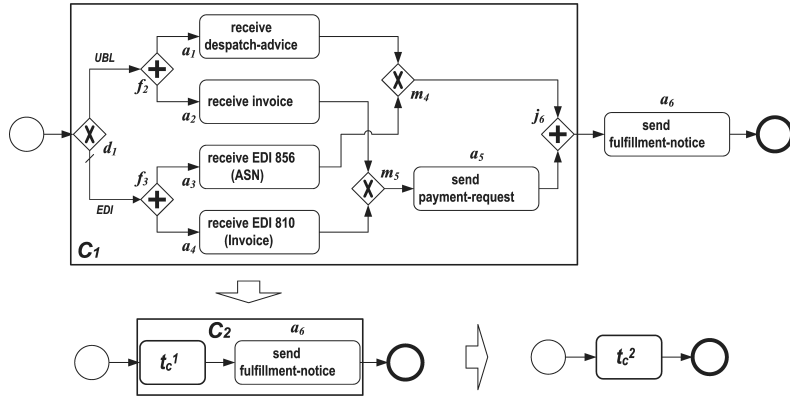 receive
despatch-advice
a1
UBL
f2
m4
receive invoice
a2
j6
a6
send
fulfillment-notice
d1
receive EDI 856
(ASN)
a3
f3
a5
m5
send
payment-request
EDI
receive EDI 810
(Invoice)
a4
C1
C2
a6
tc1
send
fulfillment-notice
tc2